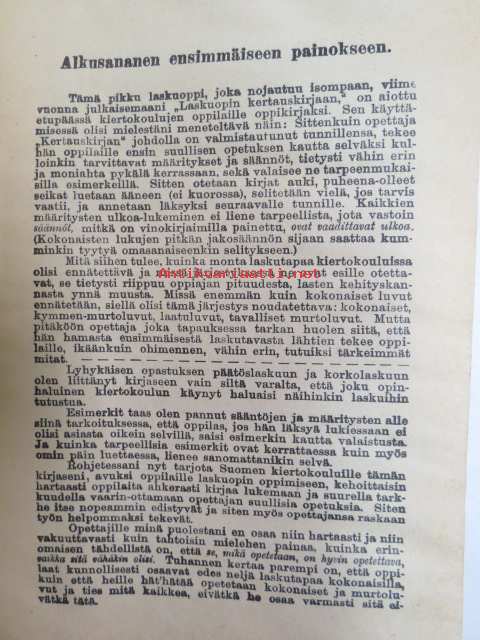 Alkusananen ensimmäiseen painokseen.
Tämä pikku laskuoppi, joka nojautuu isompaan, viime
vuonna julkaisemaani „Laskuopin kertauskirjaan,“ on aiottu
etupäässä kiertokoulujen oppilaille oppikirjaksi. Sen käyttä-
misessä olisi mielestäni meneteltävä näin: Sittenkuin opettaja
„Kertauskirjan“ johdolla on valmistautunut tunnillensa, tekee
hän oppilaille ensin suullisen opetuksen kautta selväksi kul-
loinkin tarvittavat määritykset ja säännöt, tietysti vähin erin
ja moniahta pykälä kerrassaan, sekä valaisee ne tarpeenmukai-
silla esimerkeillä. Sitten otetaan kirjat auki, puheena-olleet
seikat luetaan ääneen (ei kuorossa), selitetään vielä, jos tarvis
vaatii, ja annetaan läksyksi seuraavalle tunnille. Kaikkien
määritysten ulkoa-lukeminen ei liene tarpeellista, jota vastoin
säännöt, mitkä on vinokirjaimilla painettu, ovat vaadittavat ulkoa.
(Kokonaisten lukujen pitkän jakosäännön sijaan saattaa kum-
minkin tyytyä omasanaiseenkin selitykseen.)
Mitä siihen tulee, kuinka monta laskutapaa kiertokouluissa
olisi ennätettävä ja missä järjestyksestä ne ovat esille otetta-
vat, se tietysti riippuu oppiajan pituudesta, lasten kehityskan-
nasta ynnä muusta. Missä enemmän kuin kokonaiset luvut
ennätetään, siellä olisi tämä järjestys noudatettava: kokonaiset,
kymmen-murtoluvut, laatuluvut, tavalliset murtoluvut. Mutta
pitäköön opettaja joka tapauksessa tarkan huolen siitä, että
hän hamasta ensimmäisestä laskutavasta lähtien tekee oppi-
laille, ikäänkuin ohimennen, vähin erin, tutuiksi tärkeimmät
mitat.
Lyhykäisen opastuksen päätöslaskuun ja korkolaskuun
olen liittänyt kirjaseen vain siltä varalta, että joku opin-
haluinen kiertokoulun käynyt haluaisi näihinkin laskuihin
tutustua.
Esimerkit taas olen pannut sääntöjen ja määritysten alle
siinä tarkoituksessa, että oppilas, jos hän läksyä lukiessaan ei
olisi asiasta oikein selvillä, saisi esimerkin kautta valaistusta.
Ja kuinka tarpeellisia esimerkit ovat kerrattaessa kuin myös
omin päin luettaessa, lienee sanomattanikin selvä.
Rohjetessani nyt tarjota Suomen kiertokouluille tämän
kirjaseni, avuksi oppilaille laskuopin oppimiseen, kehoittaisin
hartaasti oppilaita ahkerasti kirjaa lukemaan ja suurella tark-
kuudella vaarin-ottamaan opettajan suullisia opetuksia. Siten
he itse nopeammin edistyvät ja siten myös opettajansa raskaan
työn helpommaksi tekevät.
Opettajille minä puolestani en osaa niin hartaasti ja niin
vakuuttavasti kuin tahtoisin mielehen painaa, kuinka erin-
omaisen tähdellistä on, että se, mikä opetetaan, on hyvin opetettava,
vaikka sitä vähäkin olisi. Tuhannen kertaa parempi on, että oppi-
laat kunnollisesti osaavat edes neljä laskutapaa kokonaisilla,
kuin että heille hät'hätää opetetaan kokonaiset ja murtolu-
vut ja ties mitä kaikkea, eivätkä he osaa varmasti sitä ei-
vätkä tätä.
Antikvariaatti.net